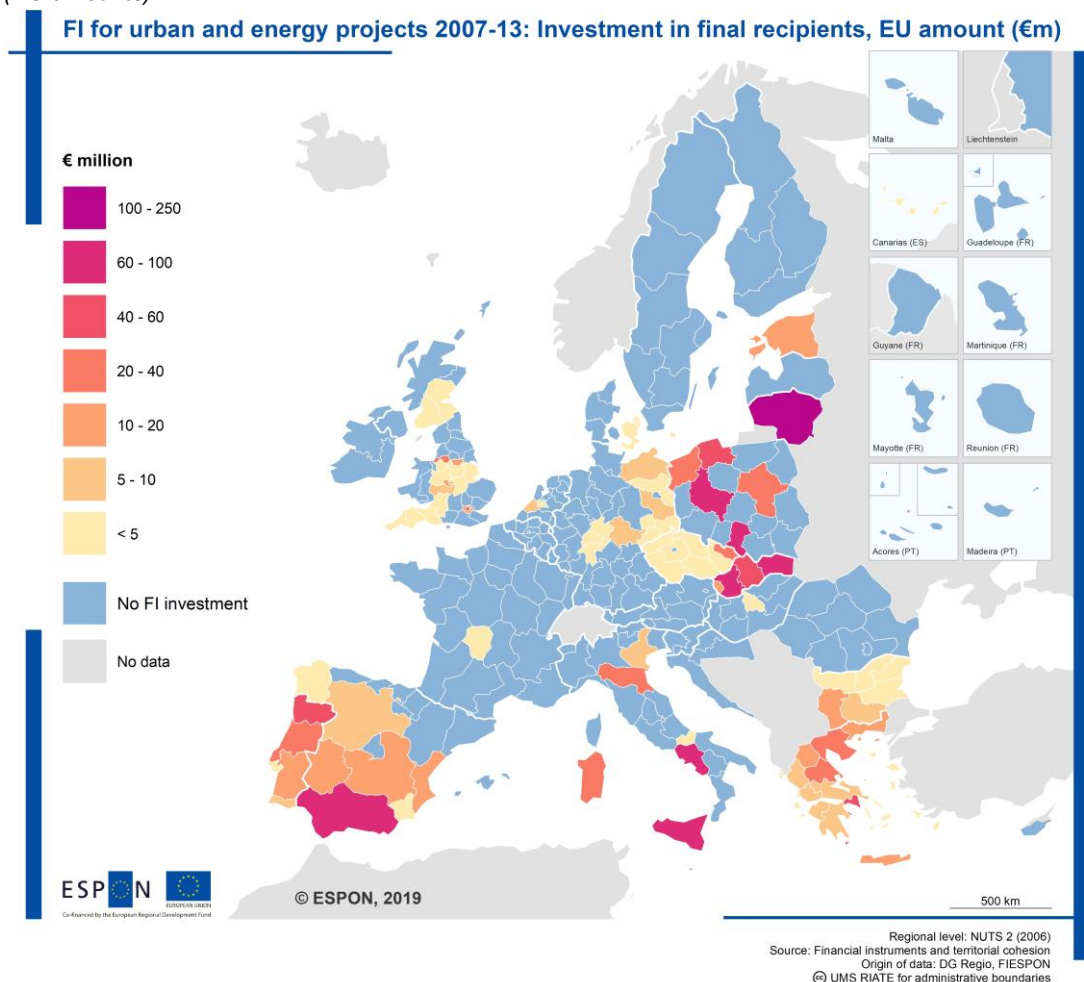 FI for urban and energy projects 2007-13: Investment in final recipients, EU amount (€m)
€ million
100 - 250
60 - 100
40 - 60
20 - 40
10 - 20
5 - 10
< 5
No FI investment
No data
Malta
Liechtenstein
Canarias (ES)
Guadeloupe (FR)
Guyane (FR)
Martinique (FR)
Mayotte (FR)
Reunion (FR)
Acores (PT)
Madeira (PT)
ESPON
EUROPEAN UNION
Co-financed by the European Regional Development Fund
© ESPON, 2019
500 km
Regional level: NUTS 2 (2006)
Source: Financial instruments and territorial cohesion
Origin of data: DG Regio, FIESPON
UMS RIATE for administrative boundaries